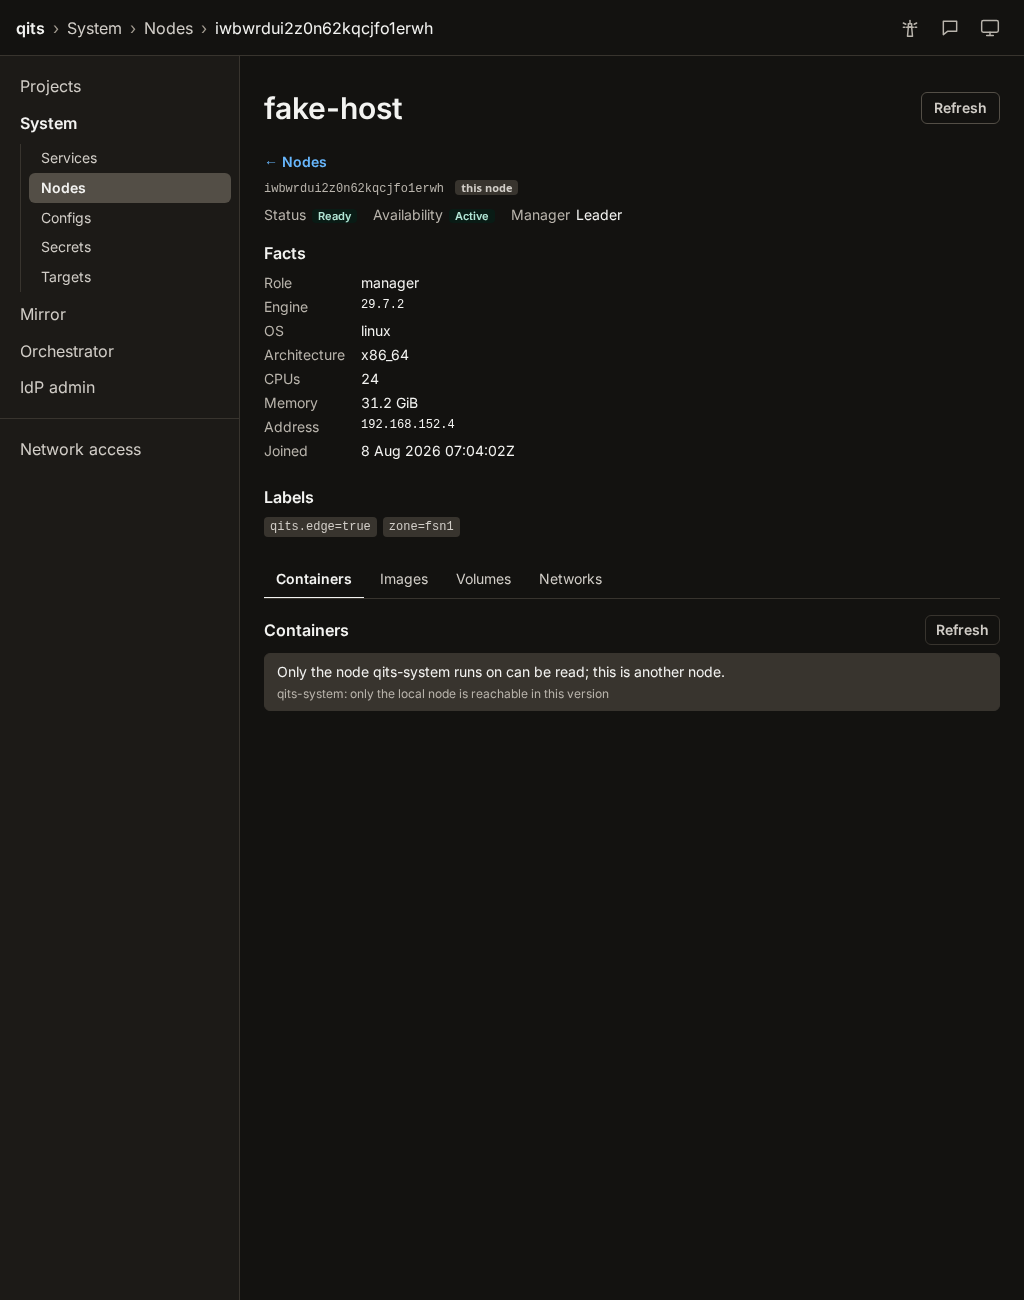 qits › System › Nodes › iwbwrdui2z0n62kqcjfo1erwh
Projects
System
Services
Nodes
Configs
Secrets
Targets
Mirror
Orchestrator
IdP admin
Network access
fake-host
Refresh
← Nodes
iwbwrdui2z0n62kqcjfo1erwh this node
Status Ready Availability Active Manager Leader
Facts
Role manager
Engine 29.7.2
OS linux
Architecture x86_64
CPUs 24
Memory 31.2 GiB
Address 192.168.152.4
Joined 8 Aug 2026 07:04:02Z
Labels
qits.edge=true zone=fsn1
Containers Images Volumes Networks
Containers
Refresh
Only the node qits-system runs on can be read; this is another node.
qits-system: only the local node is reachable in this version